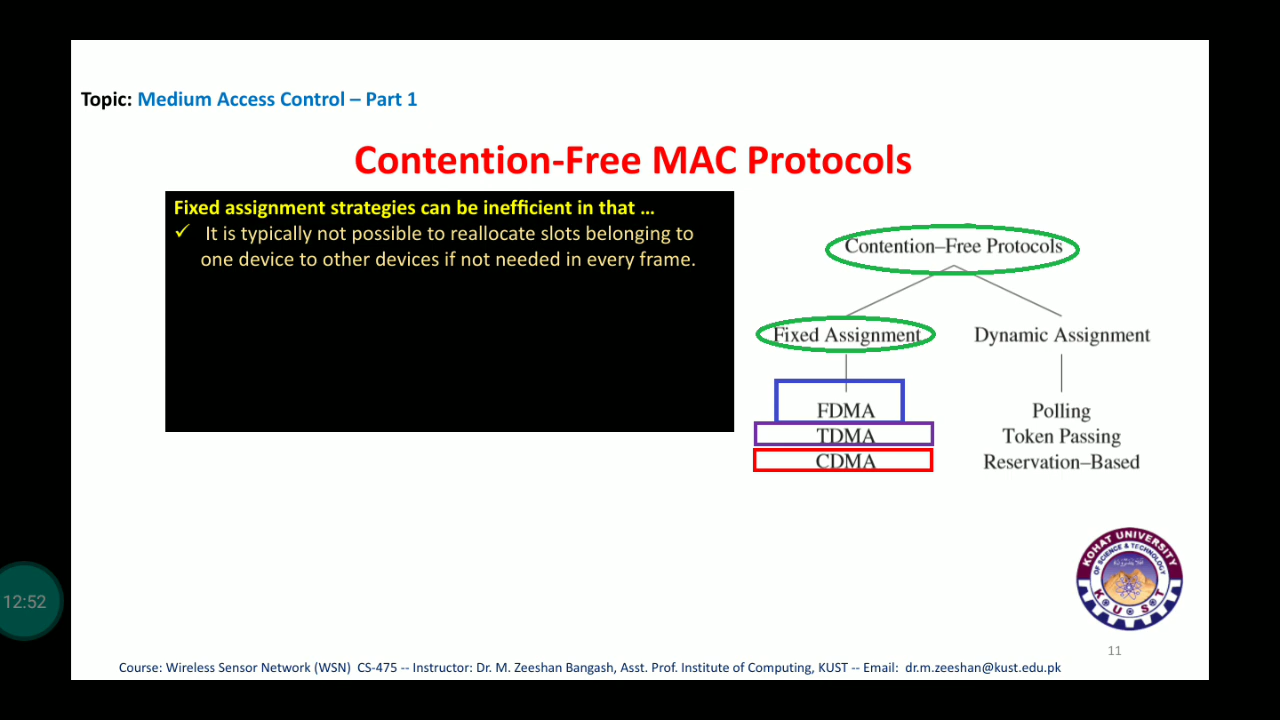 Topic: Medium Access Control – Part 1
Contention-Free MAC Protocols
Fixed assignment strategies can be inefficient in that ...
✓ It is typically not possible to reallocate slots belonging to
one device to other devices if not needed in every frame.
Contention–Free Protocols
Fixed Assignment
Dynamic Assignment
FDMA
TDMA
CDMA
Polling
Token Passing
Reservation–Based
KOHAT UNIVERSITY
OF SCIENCE & TECHNOLOGY
K U S T
12:52
11
Course: Wireless Sensor Network (WSN) CS-475 -- Instructor: Dr. M. Zeeshan Bangash, Asst. Prof. Institute of Computing, KUST -- Email: dr.m.zeeshan@kust.edu.pk